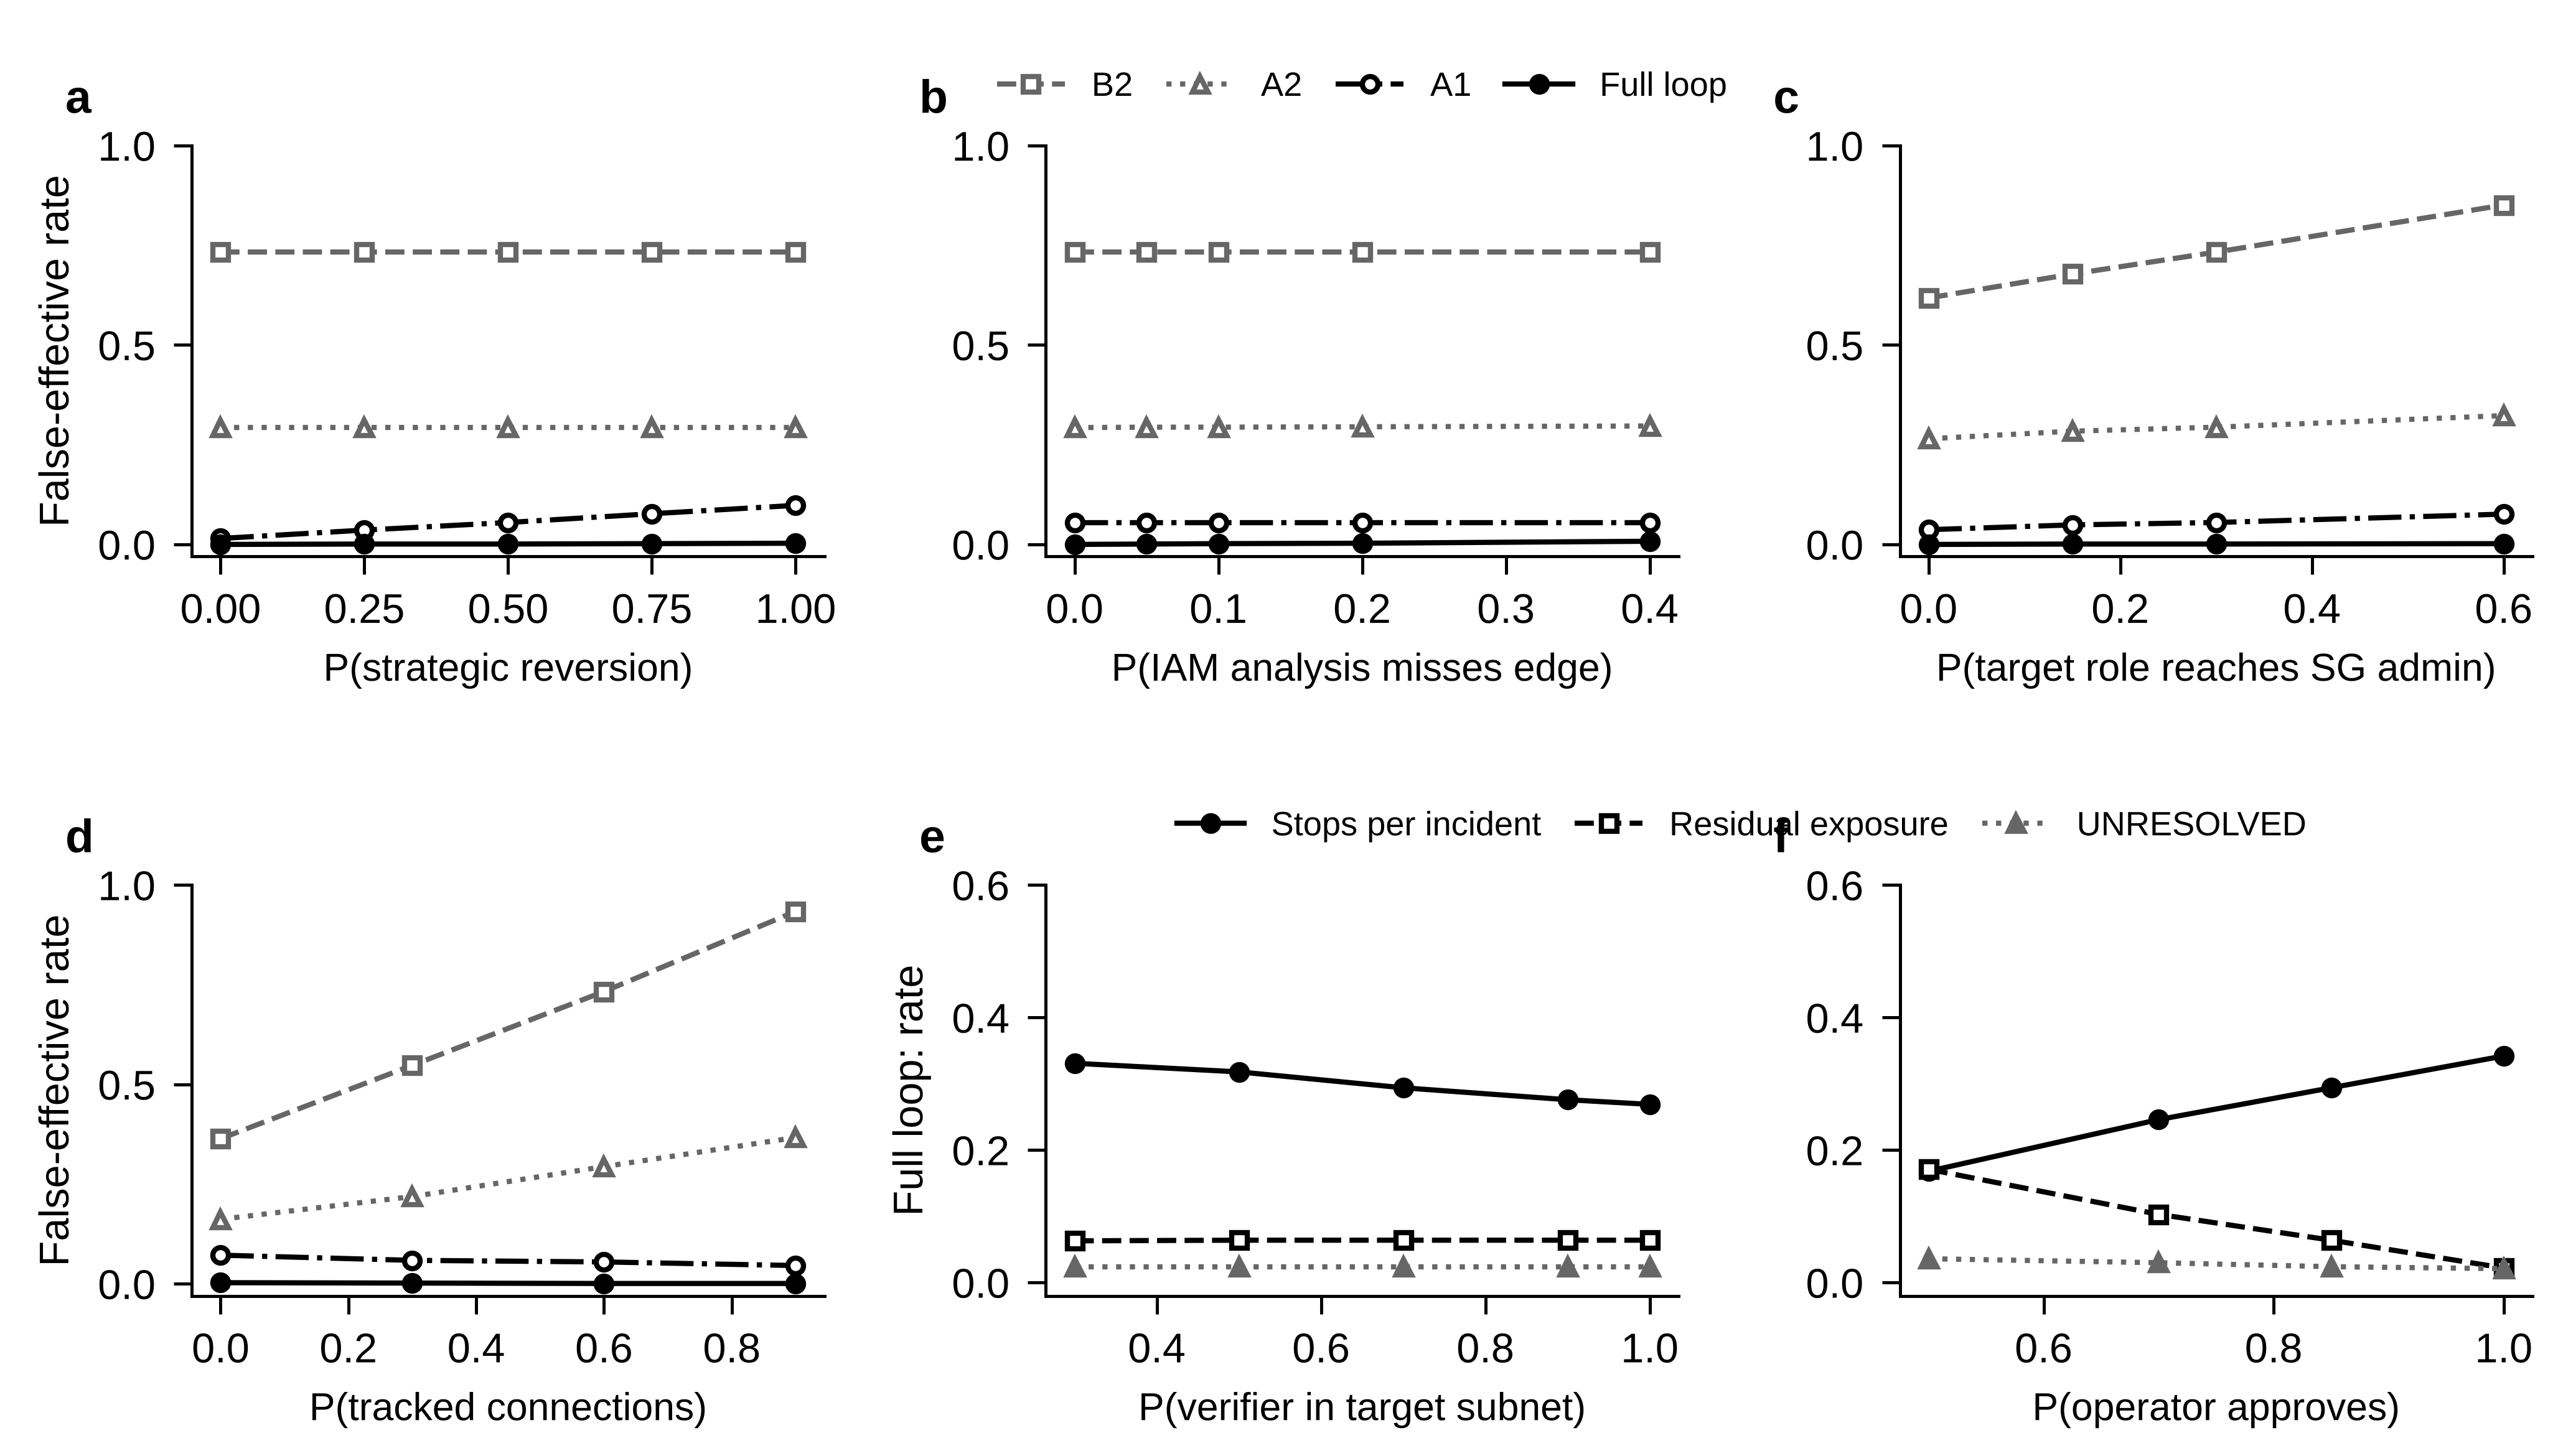 a
b
B2 A2 A1 Full loop
c
False-effective rate
1.0
0.5
0.0
0.00 0.25 0.50 0.75 1.00
P(strategic reversion)
1.0
0.5
0.0
0.0 0.1 0.2 0.3 0.4
P(IAM analysis misses edge)
1.0
0.5
0.0
0.0 0.2 0.4 0.6
P(target role reaches SG admin)
d
e
Stops per incident Residual exposure UNRESOLVED
f
False-effective rate
1.0
0.5
0.0
0.0 0.2 0.4 0.6 0.8
P(tracked connections)
Full loop: rate
0.6
0.4
0.2
0.0
0.4 0.6 0.8 1.0
P(verifier in target subnet)
0.6
0.4
0.2
0.0
0.6 0.8 1.0
P(operator approves)